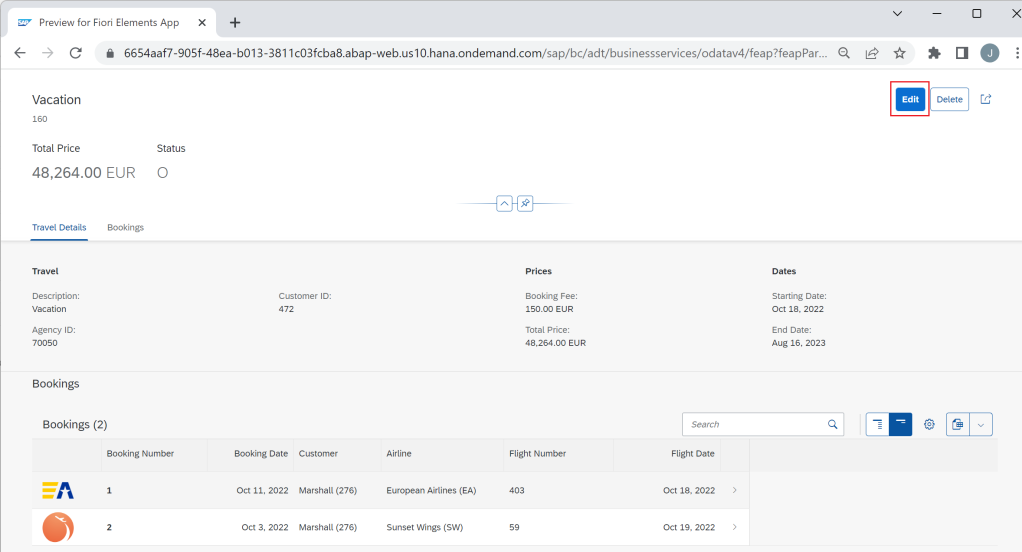 SAP Preview for Fiori Elements App
6654aaf7-905f-48ea-b013-3811c03fcba8.abap-web.us10.hana.ondemand.com/sap/bc/adt/businessservices/odatav4/feap?feapPar...
J
Vacation
Edit Delete
160
Total Price Status
48,264.00 EUR O
Travel Details Bookings
Travel Prices Dates
Description: Customer ID: Booking Fee: Starting Date:
Vacation 472 150.00 EUR Oct 18, 2022
Agency ID: Total Price: End Date:
70050 48,264.00 EUR Aug 16, 2023
Bookings
Bookings (2) Search
Booking Number Booking Date Customer Airline Flight Number Flight Date
EA 1 Oct 11, 2022 Marshall (276) European Airlines (EA) 403 Oct 18, 2022
2 Oct 3, 2022 Marshall (276) Sunset Wings (SW) 59 Oct 19, 2022